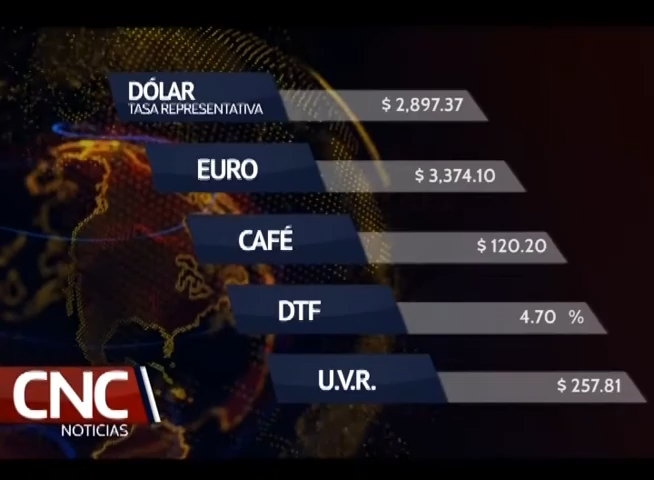 DÓLAR
TASA REPRESENTATIVA
$ 2,897.37
EURO
$ 3,374.10
CAFÉ
$ 120.20
DTF
4.70 %
U.V.R.
$ 257.81
CNC
NOTICIAS